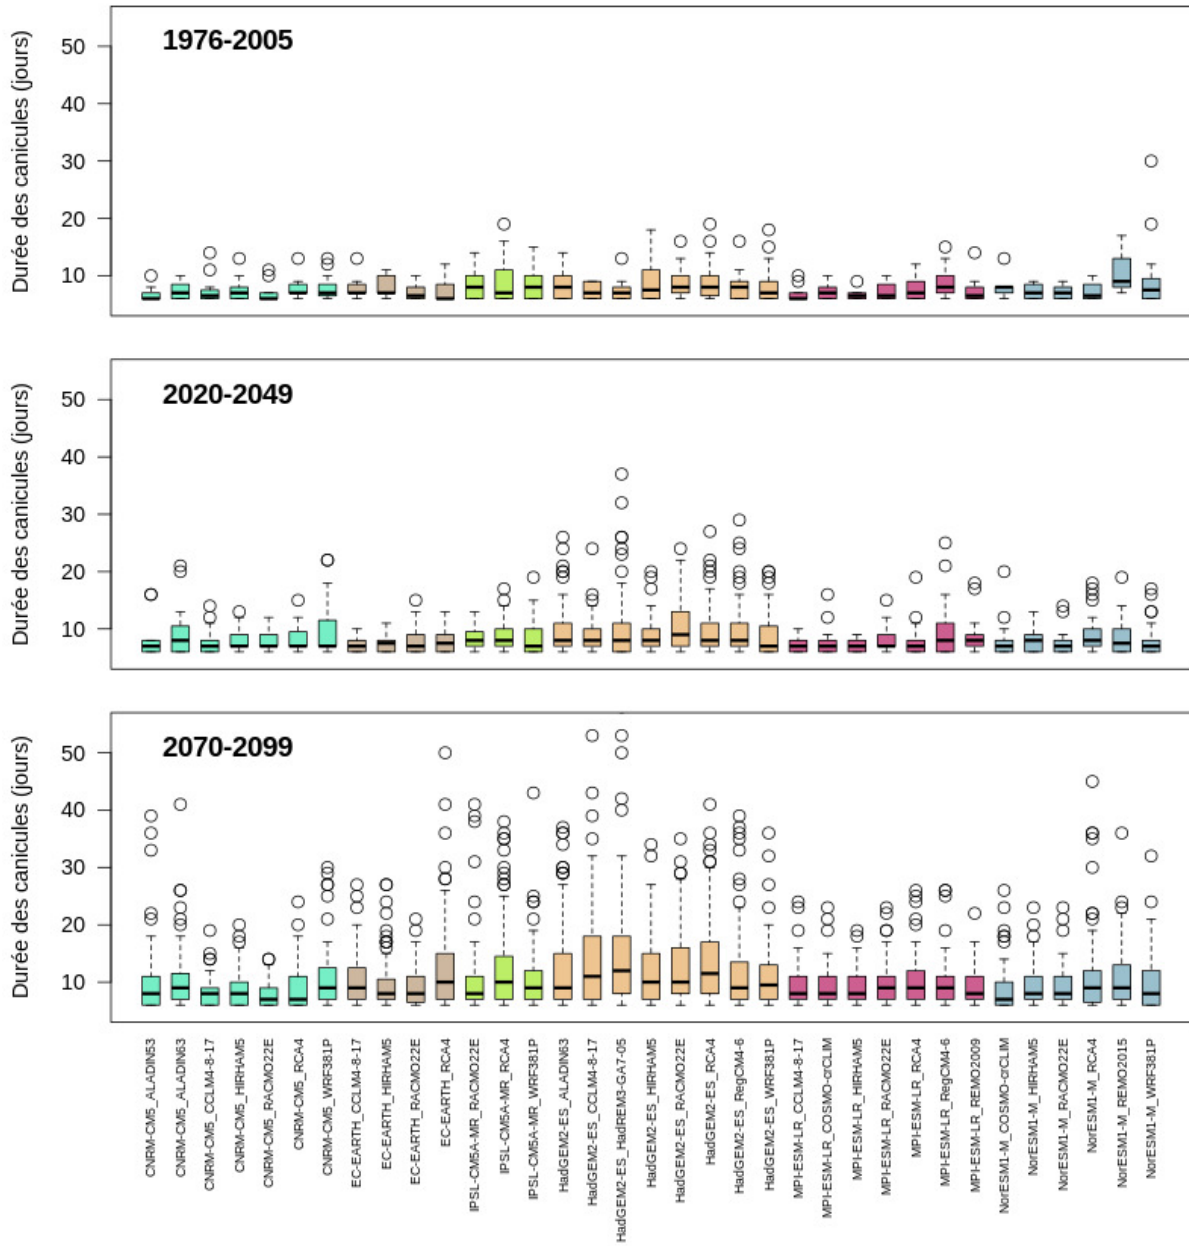 1976-2005
Durée des canicules (jours)
50
40
30
20
10
2020-2049
Durée des canicules (jours)
50
40
30
20
10
2070-2099
Durée des canicules (jours)
50
40
30
20
10
CNRM-CM5_ALADIN53
CNRM-CM5_ALADIN63
CNRM-CM5_CCLM4-8-17
CNRM-CM5_HIRHAM5
CNRM-CM5_RACMO22E
CNRM-CM5_RCA4
CNRM-CM5_WRF381P
EC-EARTH_CCLM4-8-17
EC-EARTH_HIRHAM5
EC-EARTH_RACMO22E
EC-EARTH_RCA4
IPSL-CM5A-MR_RACMO22E
IPSL-CM5A-MR_RCA4
IPSL-CM5A-MR_WRF381P
HadGEM2-ES_ALADIN63
HadGEM2-ES_CCLM4-8-17
HadGEM2-ES_HadREM3-GA7-05
HadGEM2-ES_HIRHAM5
HadGEM2-ES_RACMO22E
HadGEM2-ES_RCA4
HadGEM2-ES_RegCM4-6
HadGEM2-ES_WRF381P
MPI-ESM-LR_CCLM4-8-17
MPI-ESM-LR_COSMO-crCLIM
MPI-ESM-LR_HIRHAM5
MPI-ESM-LR_RACMO22E
MPI-ESM-LR_RCA4
MPI-ESM-LR_RegCM4-6
MPI-ESM-LR_REMO2009
NorESM1-M_COSMO-crCLIM
NorESM1-M_HIRHAM5
NorESM1-M_RACMO22E
NorESM1-M_RCA4
NorESM1-M_REMO2015
NorESM1-M_WRF381P